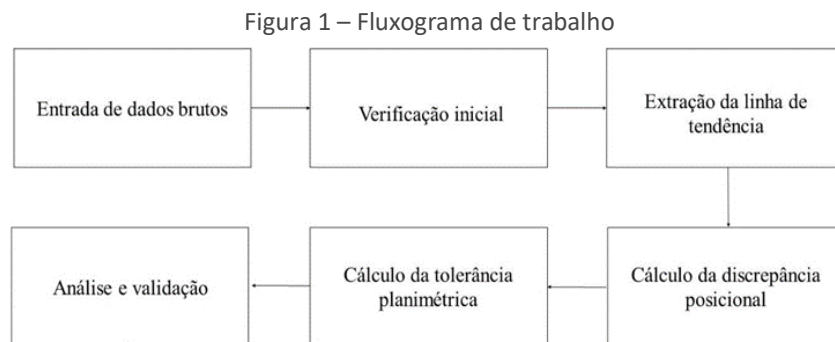 Figura 1 – Fluxograma de trabalho
Entrada de dados brutos
Verificação inicial
Extração da linha de
tendência
Análise e validação
Cálculo da tolerância
planimétrica
Cálculo da discrepância
posicional